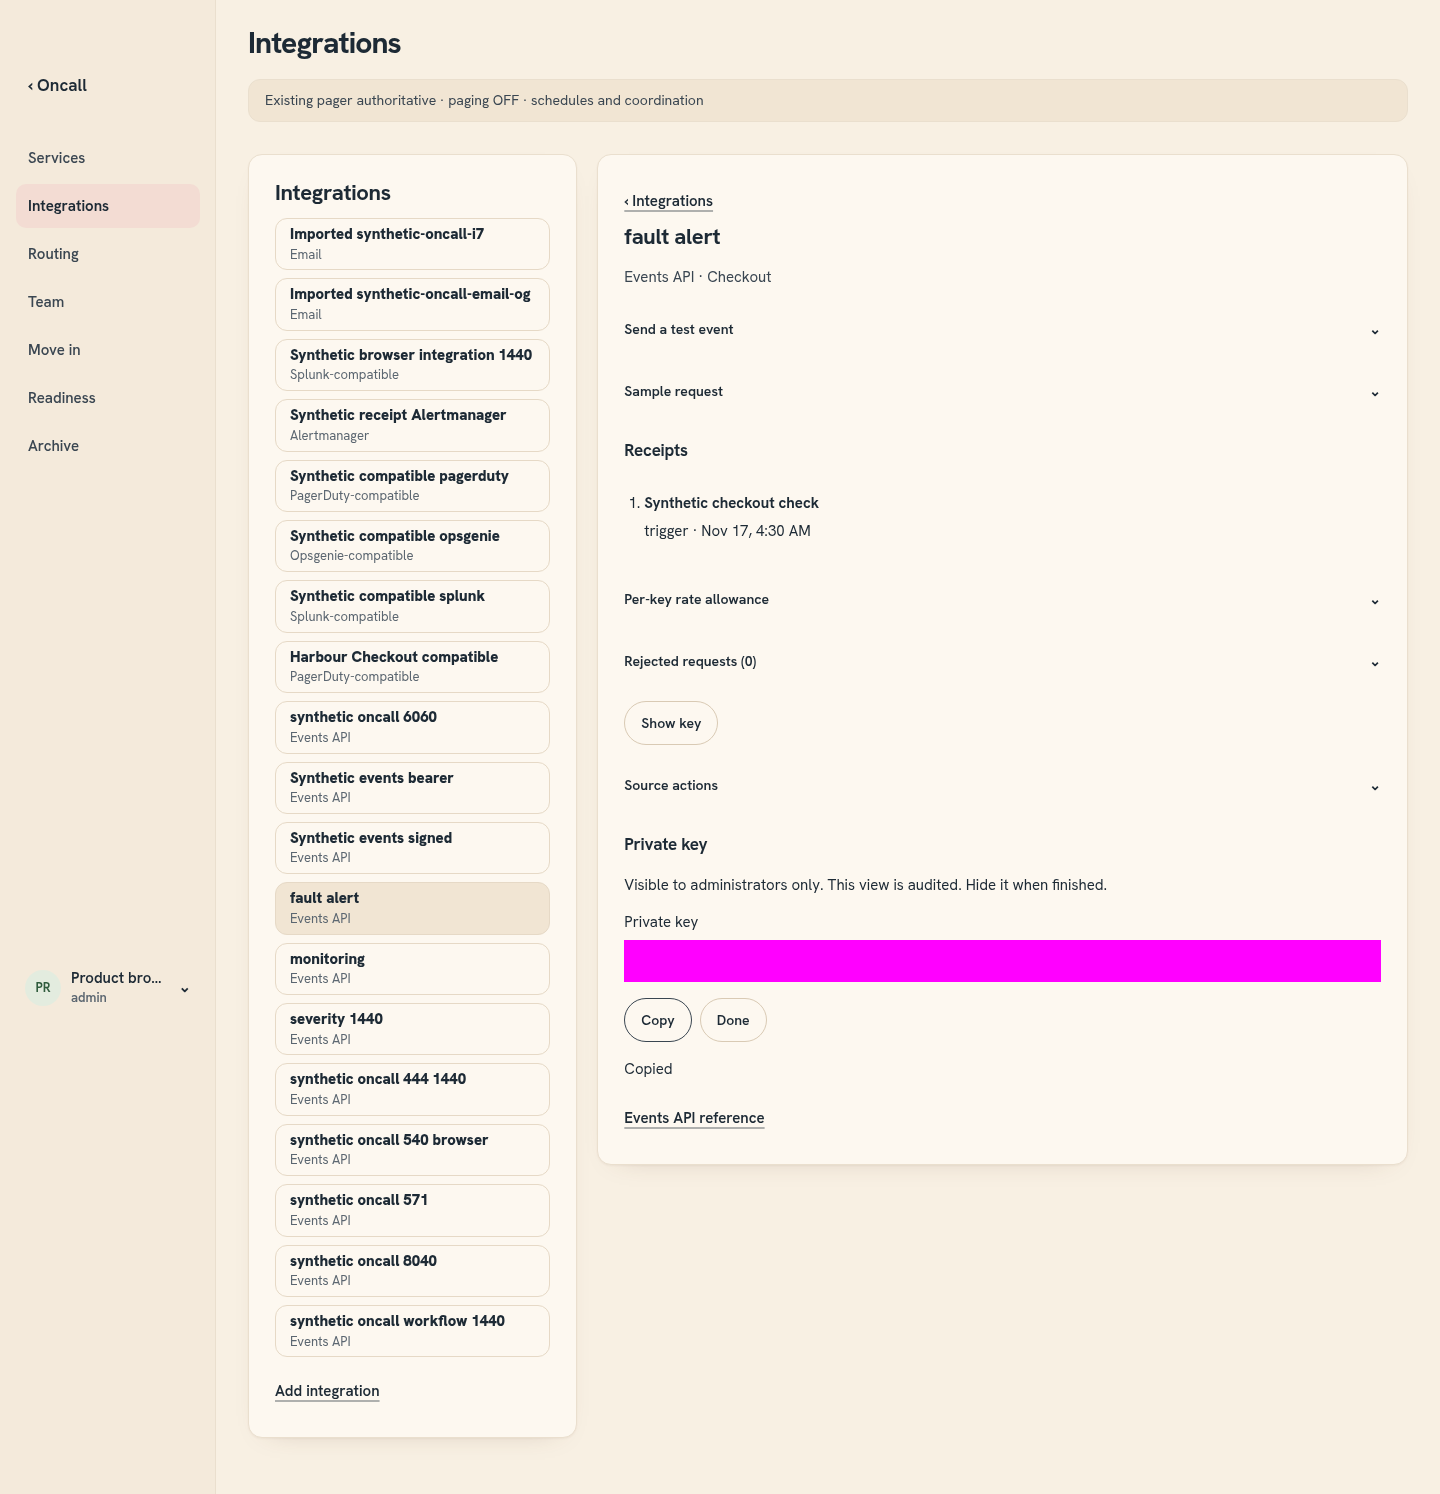 ‹ Oncall
Services
Integrations
Routing
Team
Move in
Readiness
Archive
PR
Product bro...
admin
Integrations
Existing pager authoritative · paging OFF · schedules and coordination
Integrations
Imported synthetic-oncall-i7
Email
Imported synthetic-oncall-email-og
Email
Synthetic browser integration 1440
Splunk-compatible
Synthetic receipt Alertmanager
Alertmanager
Synthetic compatible pagerduty
PagerDuty-compatible
Synthetic compatible opsgenie
Opsgenie-compatible
Synthetic compatible splunk
Splunk-compatible
Harbour Checkout compatible
PagerDuty-compatible
synthetic oncall 6060
Events API
Synthetic events bearer
Events API
Synthetic events signed
Events API
fault alert
Events API
monitoring
Events API
severity 1440
Events API
synthetic oncall 444 1440
Events API
synthetic oncall 540 browser
Events API
synthetic oncall 571
Events API
synthetic oncall 8040
Events API
synthetic oncall workflow 1440
Events API
Add integration
‹ Integrations
fault alert
Events API · Checkout
Send a test event
Sample request
Receipts
1. Synthetic checkout check
trigger · Nov 17, 4:30 AM
Per-key rate allowance
Rejected requests (0)
Show key
Source actions
Private key
Visible to administrators only. This view is audited. Hide it when finished.
Private key
Copy
Done
Copied
Events API reference